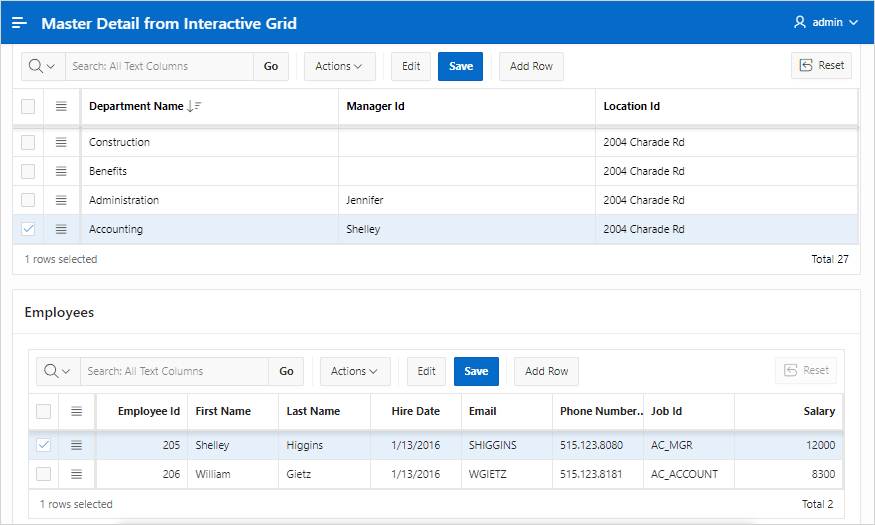 Master Detail from Interactive Grid admin
Search: All Text Columns Go Actions Edit Save Add Row Reset
Department Name Manager Id Location Id
Construction 2004 Charade Rd
Benefits 2004 Charade Rd
Administration Jennifer 2004 Charade Rd
Accounting Shelley 2004 Charade Rd
1 rows selected Total 27
Employees
Search: All Text Columns Go Actions Edit Save Add Row Reset
Employee Id First Name Last Name Hire Date Email Phone Number... Job Id Salary
205 Shelley Higgins 1/13/2016 SHIGGINS 515.123.8080 AC_MGR 12000
206 William Gietz 1/13/2016 WGIETZ 515.123.8181 AC_ACCOUNT 8300
1 rows selected Total 2